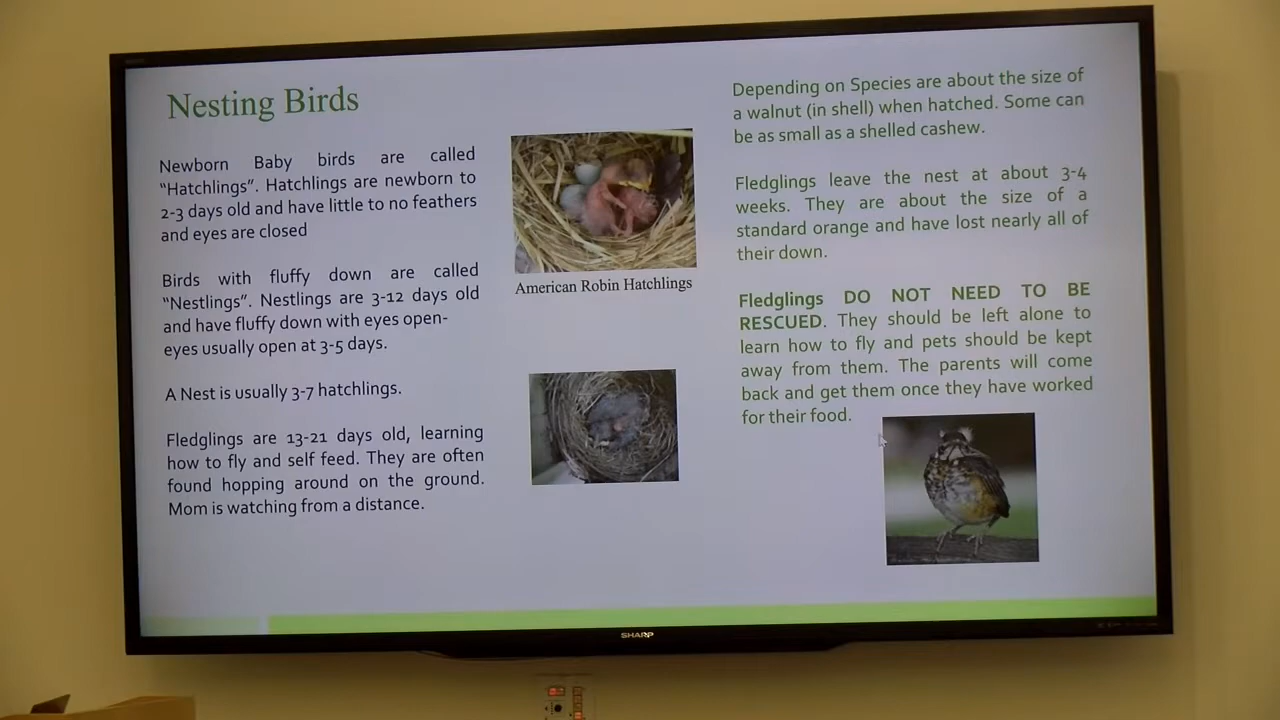 Nesting Birds
Newborn Baby birds are called
"Hatchlings". Hatchlings are newborn to
2-3 days old and have little to no feathers
and eyes are closed
Birds with fluffy down are called
"Nestlings". Nestlings are 3-12 days old
and have fluffy down with eyes open-
eyes usually open at 3-5 days.
A Nest is usually 3-7 hatchlings.
Fledglings are 13-21 days old, learning
how to fly and self feed. They are often
found hopping around on the ground.
Mom is watching from a distance.
American Robin Hatchlings
Depending on Species are about the size of
a walnut (in shell) when hatched. Some can
be as small as a shelled cashew.
Fledglings leave the nest at about 3-4
weeks. They are about the size of a
standard orange and have lost nearly all of
their down.
Fledglings DO NOT NEED TO BE
RESCUED. They should be left alone to
learn how to fly and pets should be kept
away from them. The parents will come
back and get them once they have worked
for their food.
SHARP